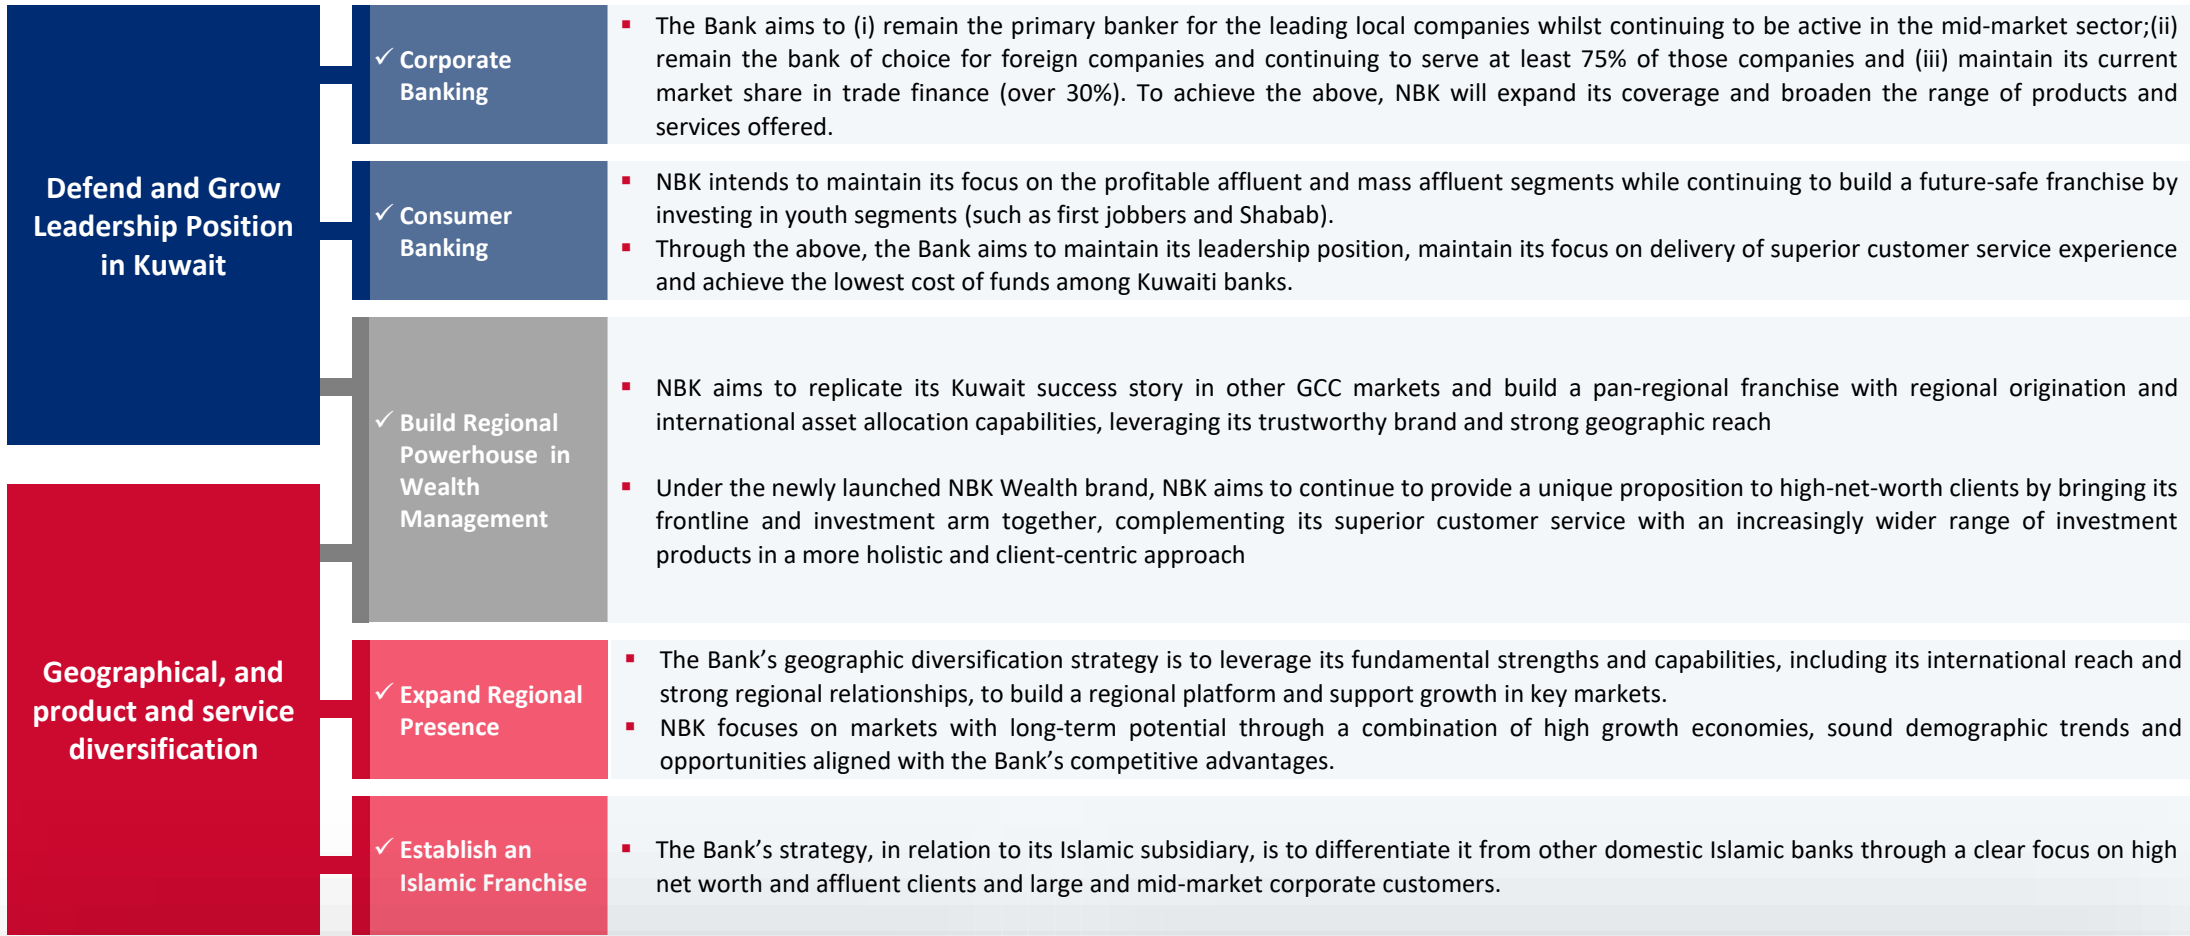 Defend and Grow
Leadership Position
in Kuwait
✓ Corporate
Banking
▪ The Bank aims to (i) remain the primary banker for the leading local companies whilst continuing to be active in the mid-market sector;(ii)
remain the bank of choice for foreign companies and continuing to serve at least 75% of those companies and (iii) maintain its current
market share in trade finance (over 30%). To achieve the above, NBK will expand its coverage and broaden the range of products and
services offered.
✓ Consumer
Banking
▪ NBK intends to maintain its focus on the profitable affluent and mass affluent segments while continuing to build a future-safe franchise by
investing in youth segments (such as first jobbers and Shabab).
▪ Through the above, the Bank aims to maintain its leadership position, maintain its focus on delivery of superior customer service experience
and achieve the lowest cost of funds among Kuwaiti banks.
✓ Build Regional
Powerhouse in
Wealth
Management
▪ NBK aims to replicate its Kuwait success story in other GCC markets and build a pan-regional franchise with regional origination and
international asset allocation capabilities, leveraging its trustworthy brand and strong geographic reach
▪ Under the newly launched NBK Wealth brand, NBK aims to continue to provide a unique proposition to high-net-worth clients by bringing its
frontline and investment arm together, complementing its superior customer service with an increasingly wider range of investment
products in a more holistic and client-centric approach
Geographical, and
product and service
diversification
✓ Expand Regional
Presence
▪ The Bank’s geographic diversification strategy is to leverage its fundamental strengths and capabilities, including its international reach and
strong regional relationships, to build a regional platform and support growth in key markets.
▪ NBK focuses on markets with long-term potential through a combination of high growth economies, sound demographic trends and
opportunities aligned with the Bank’s competitive advantages.
✓ Establish an
Islamic Franchise
▪ The Bank’s strategy, in relation to its Islamic subsidiary, is to differentiate it from other domestic Islamic banks through a clear focus on high
net worth and affluent clients and large and mid-market corporate customers.